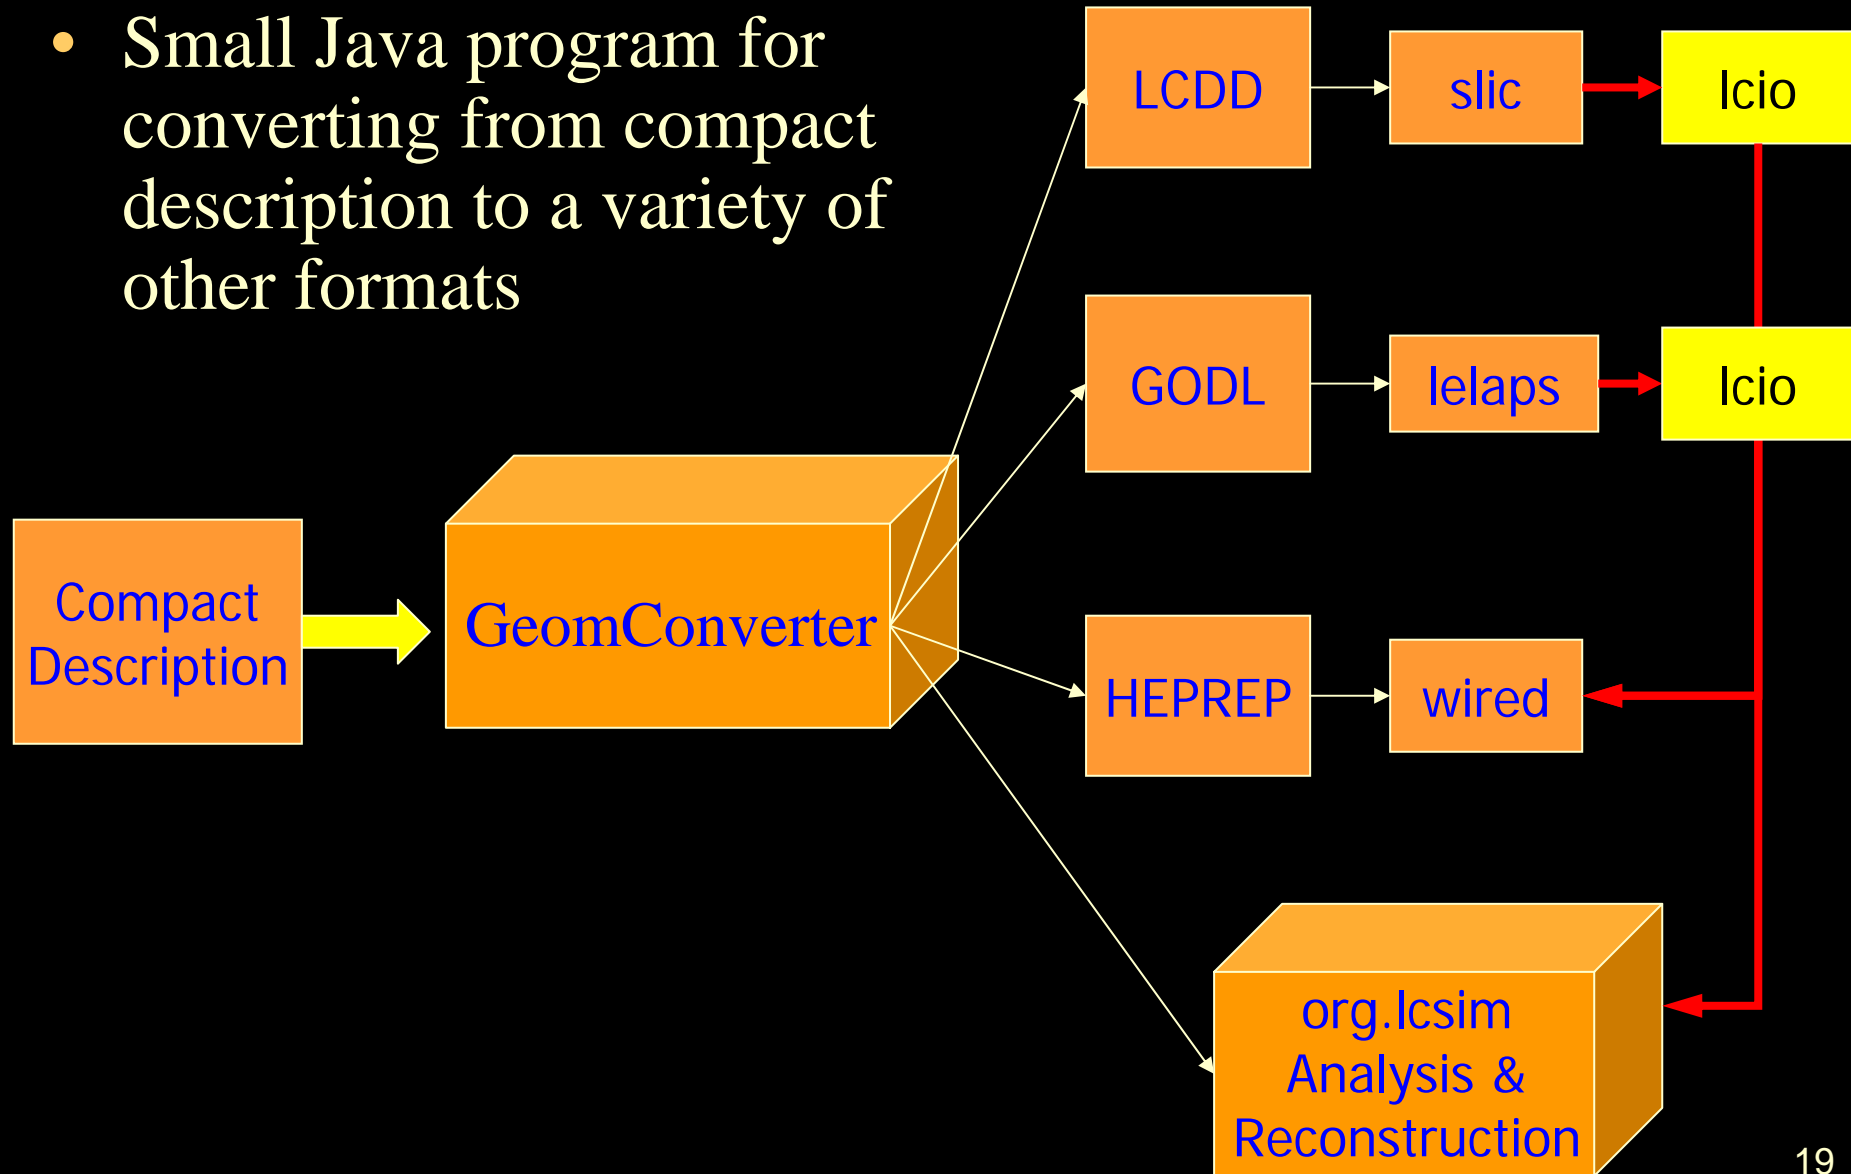 • Small Java program for
converting from compact
description to a variety of
other formats
LCDD
slic
lcio
GODL
lelaps
lcio
Compact
Description
GeomConverter
HEPREP
wired
org.lcsim
Analysis &
Reconstruction
19